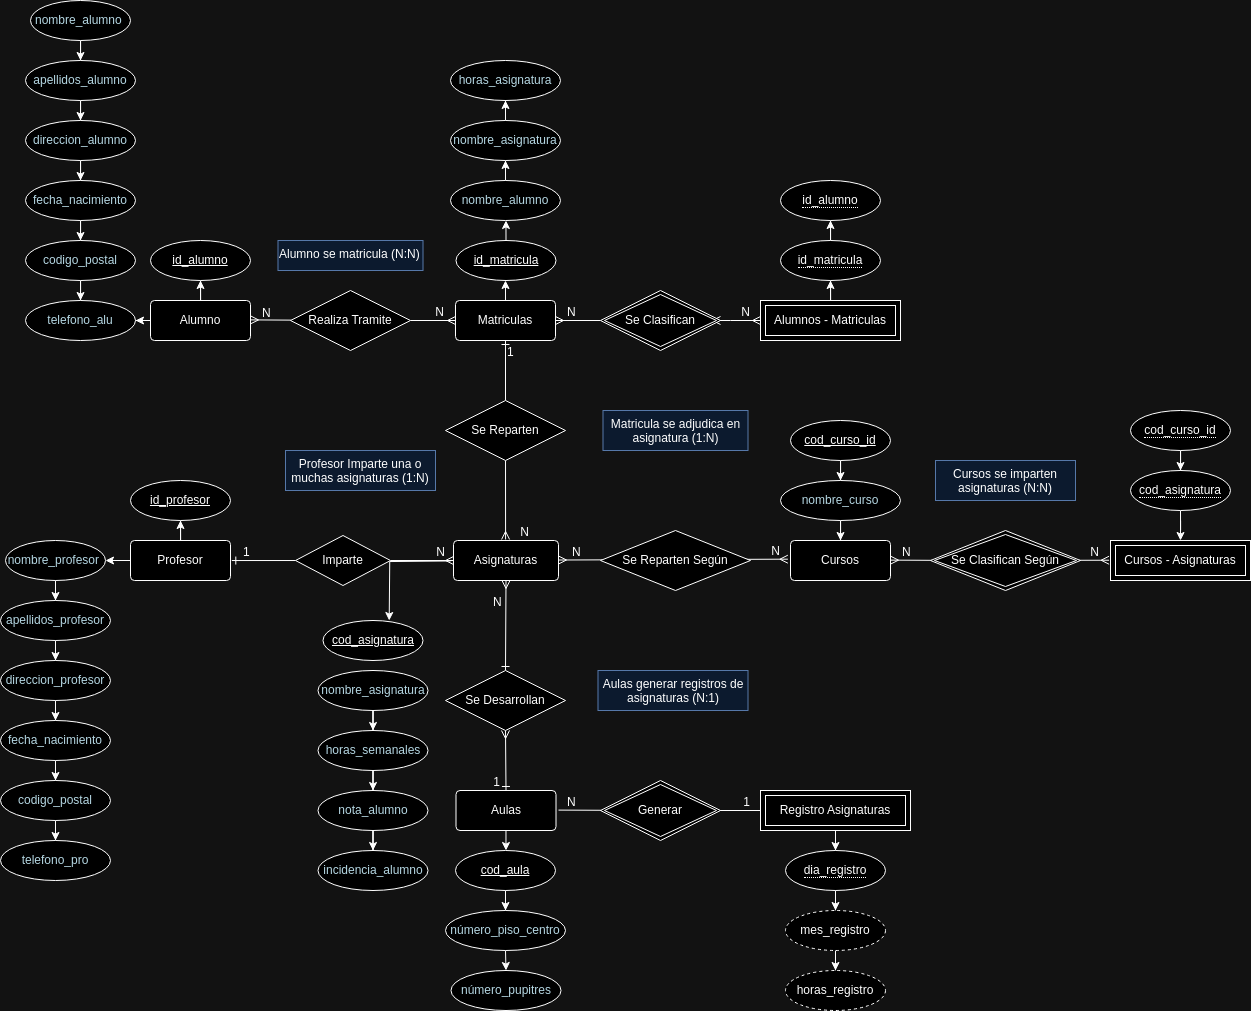 nombre_alumno
apellidos_alumno
direccion_alumno
fecha_nacimiento
codigo_postal
telefono_alu
id_alumno
Alumno
N
Alumno se matricula (N:N)
Realiza Tramite
N
horas_asignatura
nombre_asignatura
nombre_alumno
id_matricula
Matriculas
N
Se Clasifican
N
id_alumno
id_matricula
Alumnos - Matriculas
1
Se Reparten
N
Matricula se adjudica en
asignatura (1:N)
Profesor Imparte una o
muchas asignaturas (1:N)
id_profesor
nombre_profesor
Profesor
1
Imparte
N
Asignaturas
N
Se Reparten Según
N
cod_curso_id
nombre_curso
Cursos
N
Cursos se imparten
asignaturas (N:N)
Se Clasifican Según
N
cod_curso_id
cod_asignatura
Cursos - Asignaturas
apellidos_profesor
direccion_profesor
fecha_nacimiento
codigo_postal
telefono_pro
cod_asignatura
nombre_asignatura
horas_semanales
nota_alumno
incidencia_alumno
N
Se Desarrollan
1
Aulas generar registros de
asignaturas (N:1)
Aulas
N
Generar
1
Registro Asignaturas
cod_aula
número_piso_centro
número_pupitres
dia_registro
mes_registro
horas_registro